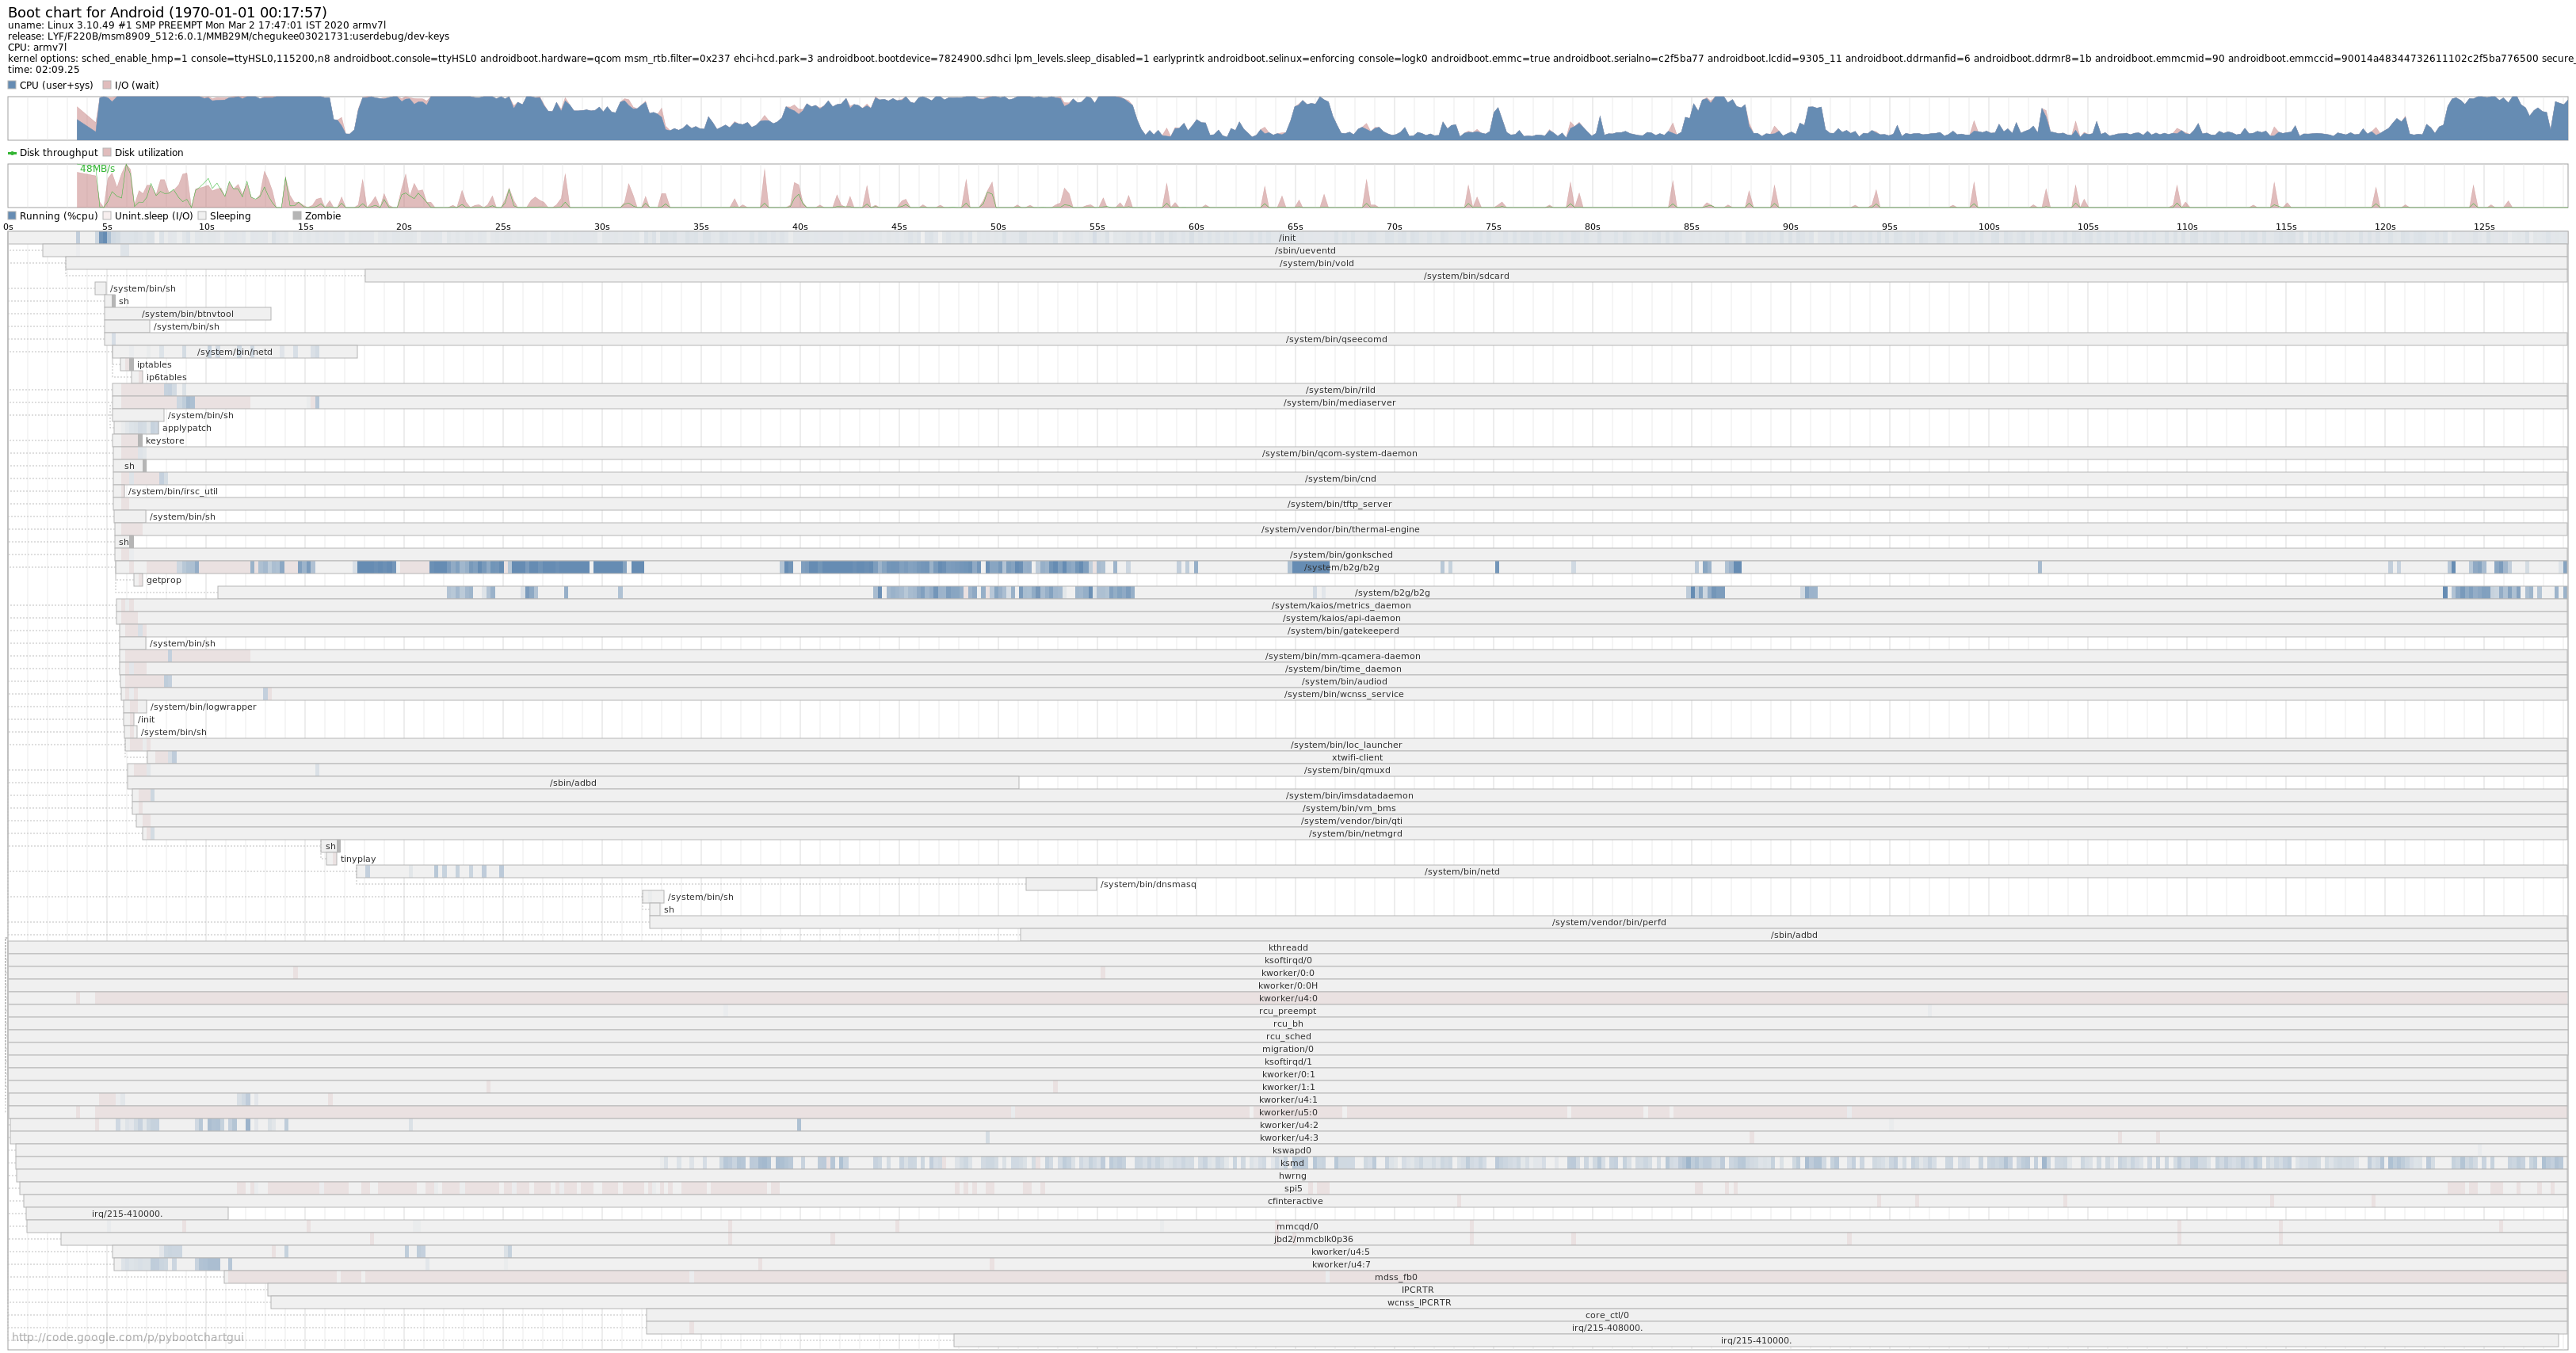 Boot chart for Android (1970-01-01 00:17:57)
uname: Linux 3.10.49 #1 SMP PREEMPT Mon Mar 2 17:47:01 IST 2020 armv7l
release: LYF/F220B/msm8909_512:6.0.1/MMB29M/chegukee03021731:userdebug/dev-keys
CPU: armv7l
kernel options: sched_enable_hmp=1 console=ttyHSL0,115200,n8 androidboot.console=ttyHSL0 androidboot.hardware=qcom msm_rtb.filter=0x237 ehci-hcd.park=3 androidboot.bootdevice=7824900.sdhci lpm_levels.sleep_disabled=1 earlyprintk androidboot.selinux=enforcing console=logk0 androidboot.emmc=true androidboot.serialno=c2f5ba77 androidboot.lcdid=9305_11 androidboot.ddrmanfid=6 androidboot.ddrmr8=1b androidboot.emmcmid=90 androidboot.emmccid=90014a48344732611102c2f5ba776500 secure_
time: 02:09.25
CPU (user+sys) I/O (wait)
Disk throughput Disk utilization
48MB/s
Running (%cpu) Unint.sleep (I/O) Sleeping Zombie
0s 5s 10s 15s 20s 25s 30s 35s 40s 45s 50s 55s 60s 65s 70s 75s 80s 85s 90s 95s 100s 105s 110s 115s 120s 125s
/init
/sbin/ueventd
/system/bin/vold
/system/bin/sdcard
/system/bin/sh
sh
/system/bin/btnvtool
/system/bin/sh
/system/bin/qseecomd
/system/bin/netd
iptables
ip6tables
/system/bin/rild
/system/bin/mediaserver
/system/bin/sh
applypatch
keystore
/system/bin/qcom-system-daemon
sh
/system/bin/cnd
/system/bin/irsc_util
/system/bin/tftp_server
/system/bin/sh
/system/vendor/bin/thermal-engine
sh
/system/bin/gonksched
/system/b2g/b2g
getprop
/system/b2g/b2g
/system/kaios/metrics_daemon
/system/kaios/api-daemon
/system/bin/gatekeeperd
/system/bin/sh
/system/bin/mm-qcamera-daemon
/system/bin/time_daemon
/system/bin/audiod
/system/bin/wcnss_service
/system/bin/logwrapper
/init
/system/bin/sh
/system/bin/loc_launcher
xtwifi-client
/system/bin/qmuxd
/sbin/adbd
/system/bin/imsdatadaemon
/system/bin/vm_bms
/system/vendor/bin/qti
/system/bin/netmgrd
sh
tinyplay
/system/bin/netd
/system/bin/dnsmasq
/system/bin/sh
sh
/system/vendor/bin/perfd
/sbin/adbd
kthreadd
ksoftirqd/0
kworker/0:0
kworker/0:0H
kworker/u4:0
rcu_preempt
rcu_bh
rcu_sched
migration/0
ksoftirqd/1
kworker/0:1
kworker/1:1
kworker/u4:1
kworker/u5:0
kworker/u4:2
kworker/u4:3
kswapd0
ksmd
hwrng
spi5
cfinteractive
irq/215-410000.
mmcqd/0
jbd2/mmcblk0p36
kworker/u4:5
kworker/u4:7
mdss_fb0
IPCRTR
wcnss_IPCRTR
core_ctl/0
irq/215-408000.
irq/215-410000.
http://code.google.com/p/pybootchartgui